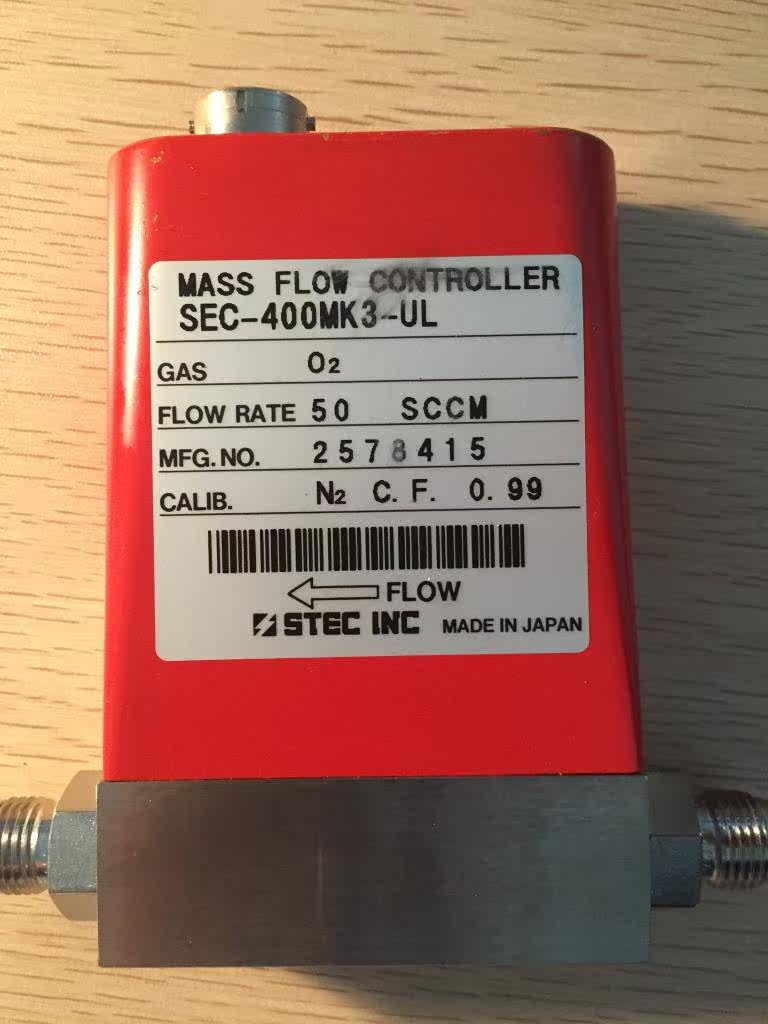 MASS FLOW CONTROLLER
SEC-400MK3-UL
GAS O₂
FLOW RATE 50 SCCM
MFG.NO. 2578415
CALIB. N₂ C.F. 0.99
FLOW
STEC INC MADE IN JAPAN